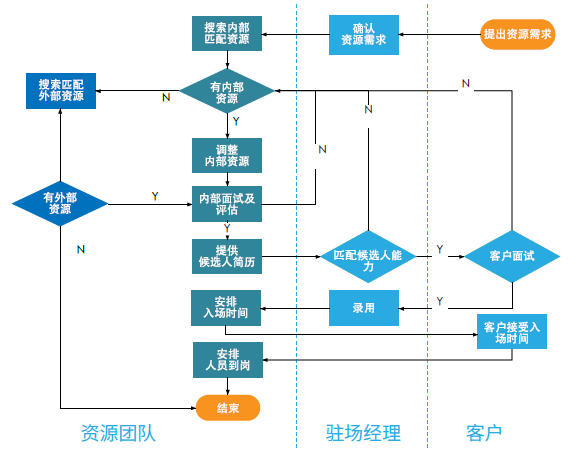 搜索内部
匹配资源
确认
资源需求
提出资源需求
搜索匹配
外部资源
有内部
资源
N
N
N
Y
调整
内部资源
N
有外部
资源
Y
内部面试及
评估
Y
N
提供
候选人简历
匹配候选人能
力
Y
客户面试
安排
入场时间
录用
Y
客户接受入
场时间
安排
人员到岗
结束
资源团队
驻场经理
客户